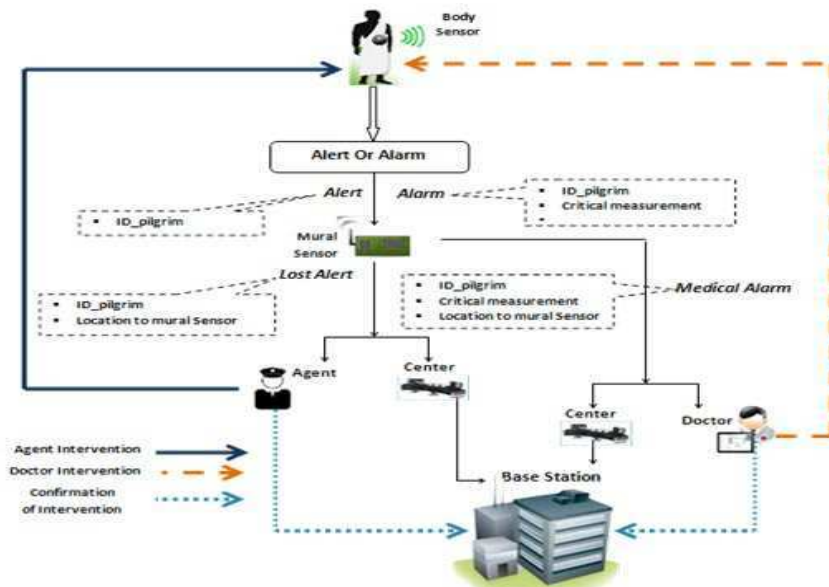 Body
Sensor
Alert Or Alarm
Alert
Alarm
▪ ID_pilgrim
▪ ID_pilgrim
▪ Critical measurement
▪
Mural
Sensor
Lost Alert
▪ ID_pilgrim
▪ Location to mural Sensor
▪ ID_pilgrim
▪ Critical measurement
▪ Location to mural Sensor
Medical Alarm
Agent
Center
Center
Doctor
Agent Intervention
Doctor Intervention
Confirmation
of Intervention
Base Station